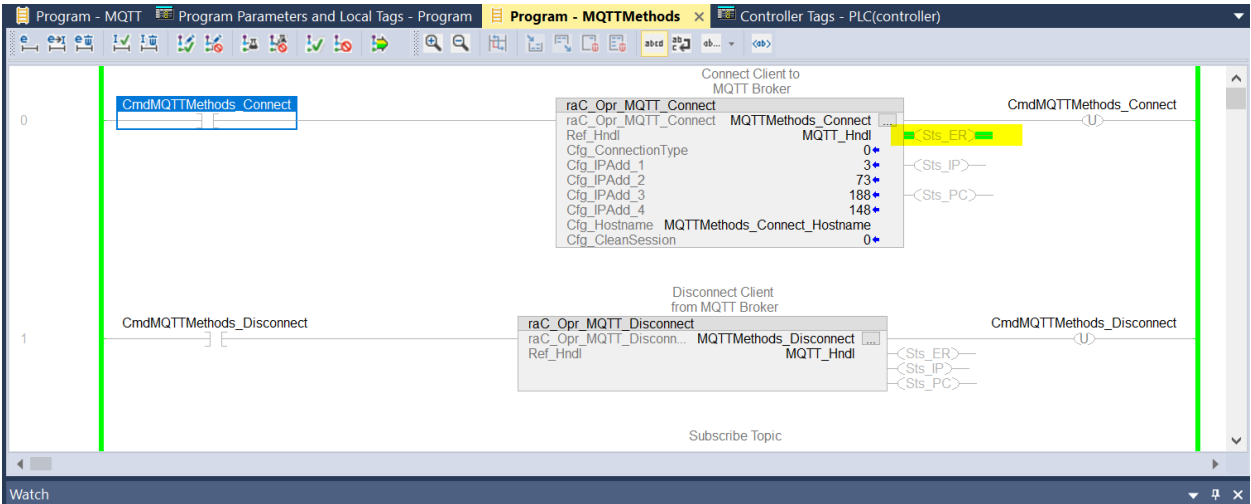 Program - MQTT Program Parameters and Local Tags - Program Program - MQTTMethods × Controller Tags - PLC(controller)
abcd ab... <ab>
Connect Client to
MQTT Broker
CmdMQTTMethods_Connect raC_Opr_MQTT_Connect CmdMQTTMethods_Connect
0 raC_Opr_MQTT_Connect MQTTMethods_Connect ... U
Ref_Hndl MQTT_Hndl Sts_ER
Cfg_ConnectionType 0
Cfg_IPAdd_1 3 Sts_IP
Cfg_IPAdd_2 73
Cfg_IPAdd_3 188 Sts_PC
Cfg_IPAdd_4 148
Cfg_Hostname MQTTMethods_Connect_Hostname
Cfg_CleanSession 0
Disconnect Client
from MQTT Broker
CmdMQTTMethods_Disconnect raC_Opr_MQTT_Disconnect CmdMQTTMethods_Disconnect
1 raC_Opr_MQTT_Disconn... MQTTMethods_Disconnect ... U
Ref_Hndl MQTT_Hndl Sts_ER
Sts_IP
Sts_PC
Subscribe Topic
Watch